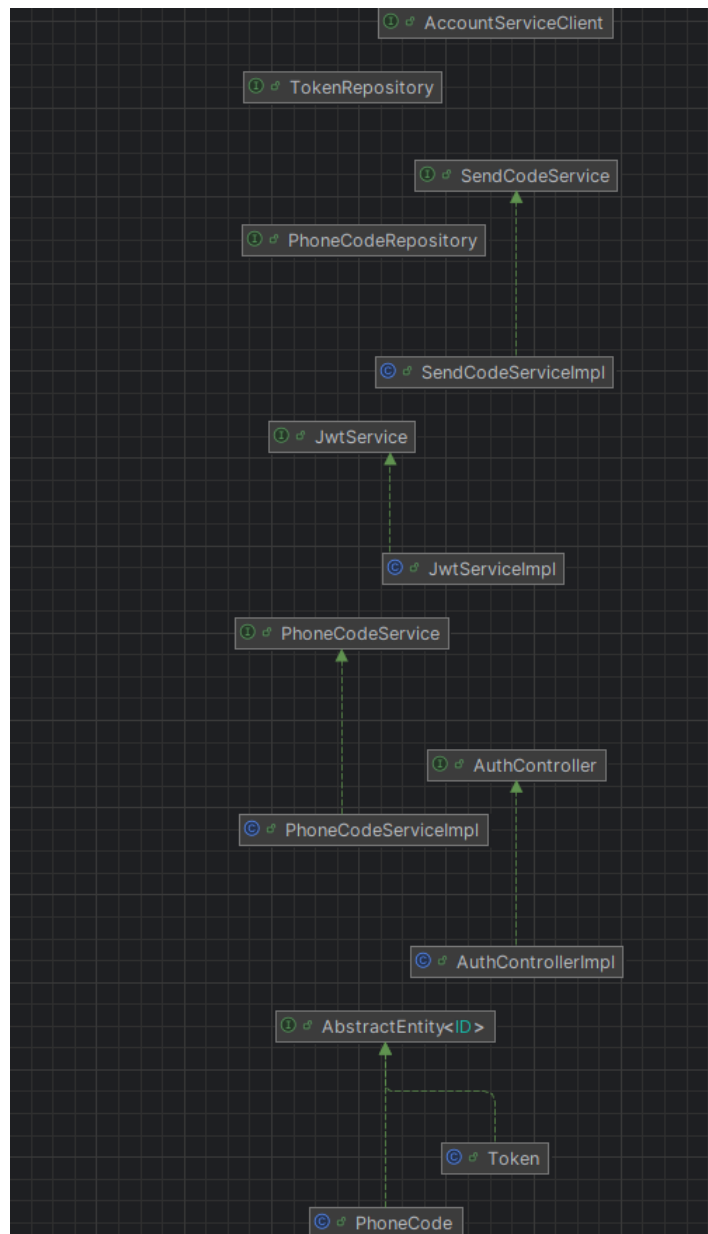 AccountServiceClient
TokenRepository
SendCodeService
PhoneCodeRepository
SendCodeServiceImpl
JwtService
JwtServiceImpl
PhoneCodeService
AuthController
PhoneCodeServiceImpl
AuthControllerImpl
AbstractEntity<ID>
Token
PhoneCode